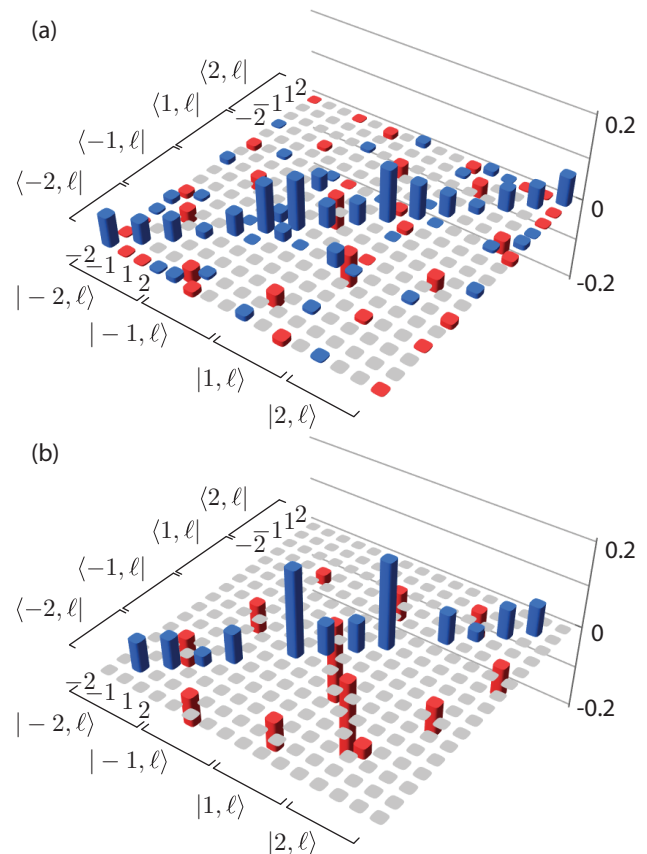 (a)
⟨2, ℓ|
⟨1, ℓ|
⟨−1, ℓ|
⟨−2, ℓ|
−2 −1 1 2
0.2
0
-0.2
−2 −1 1 2
| − 2, ℓ⟩
| − 1, ℓ⟩
|1, ℓ⟩
|2, ℓ⟩
(b)
⟨2, ℓ|
⟨1, ℓ|
⟨−1, ℓ|
⟨−2, ℓ|
−2 −1 1 2
0.2
0
-0.2
−2 −1 1 2
| − 2, ℓ⟩
| − 1, ℓ⟩
|1, ℓ⟩
|2, ℓ⟩